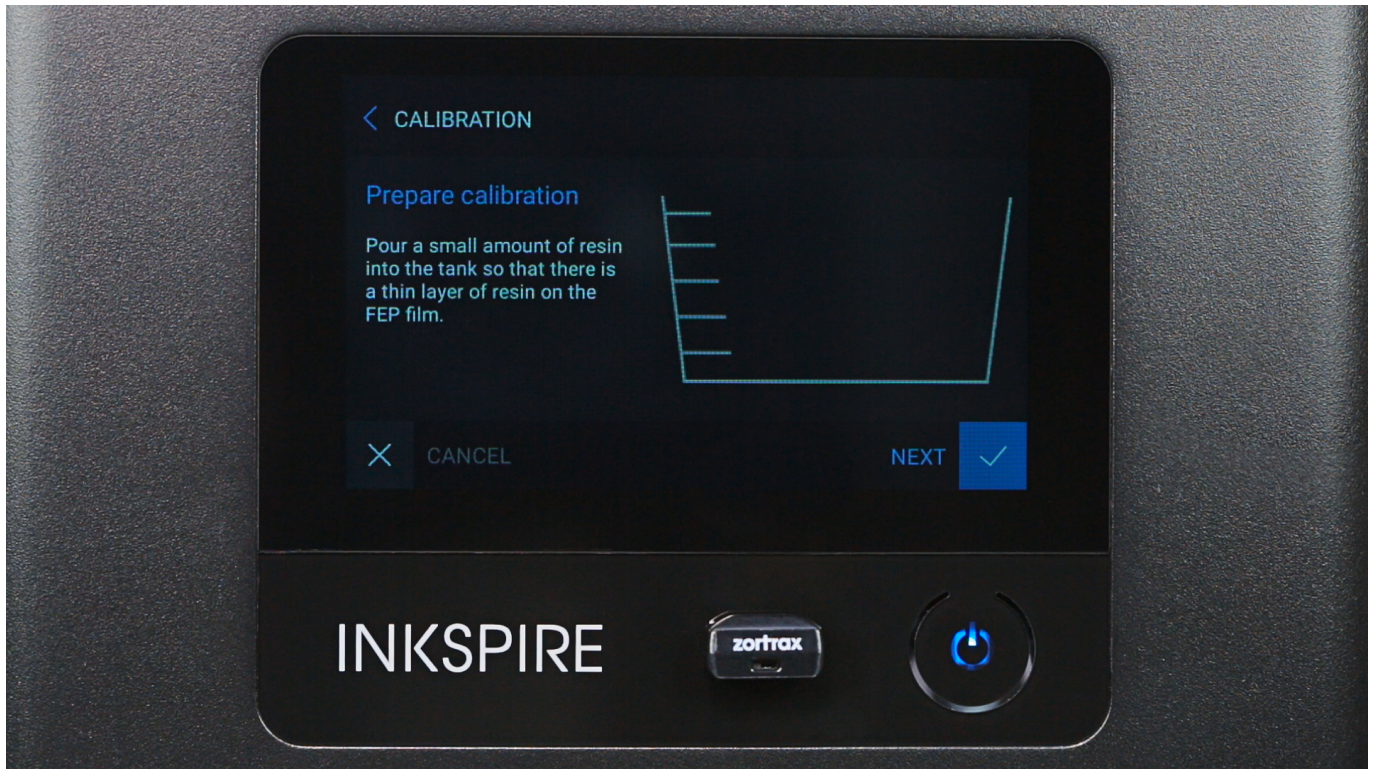 CALIBRATION
Prepare calibration
Pour a small amount of resin
into the tank so that there is
a thin layer of resin on the
FEP film.
CANCEL
NEXT
INKSPIRE
zortrax